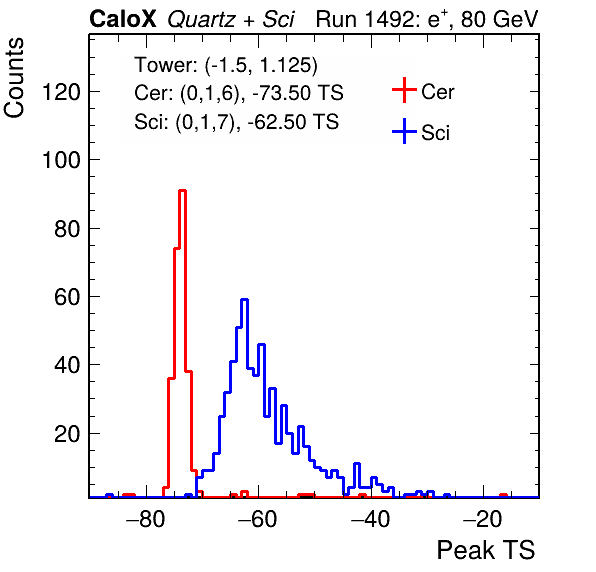 CaloX Quartz + Sci Run 1492: e+, 80 GeV
Tower: (-1.5, 1.125)
Cer: (0,1,6), -73.50 TS
Sci: (0,1,7), -62.50 TS
Cer
Sci
Counts
120
100
80
60
40
20
−80 −60 −40 −20
Peak TS